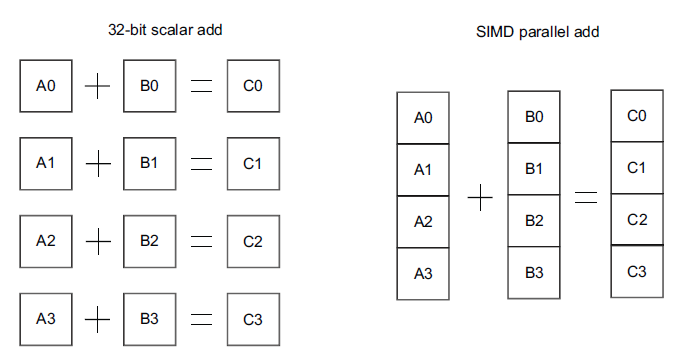 32-bit scalar add
A0 + B0 = C0
A1 + B1 = C1
A2 + B2 = C2
A3 + B3 = C3
SIMD parallel add
A0 B0 C0
A1 B1 C1
+ =
A2 B2 C2
A3 B3 C3